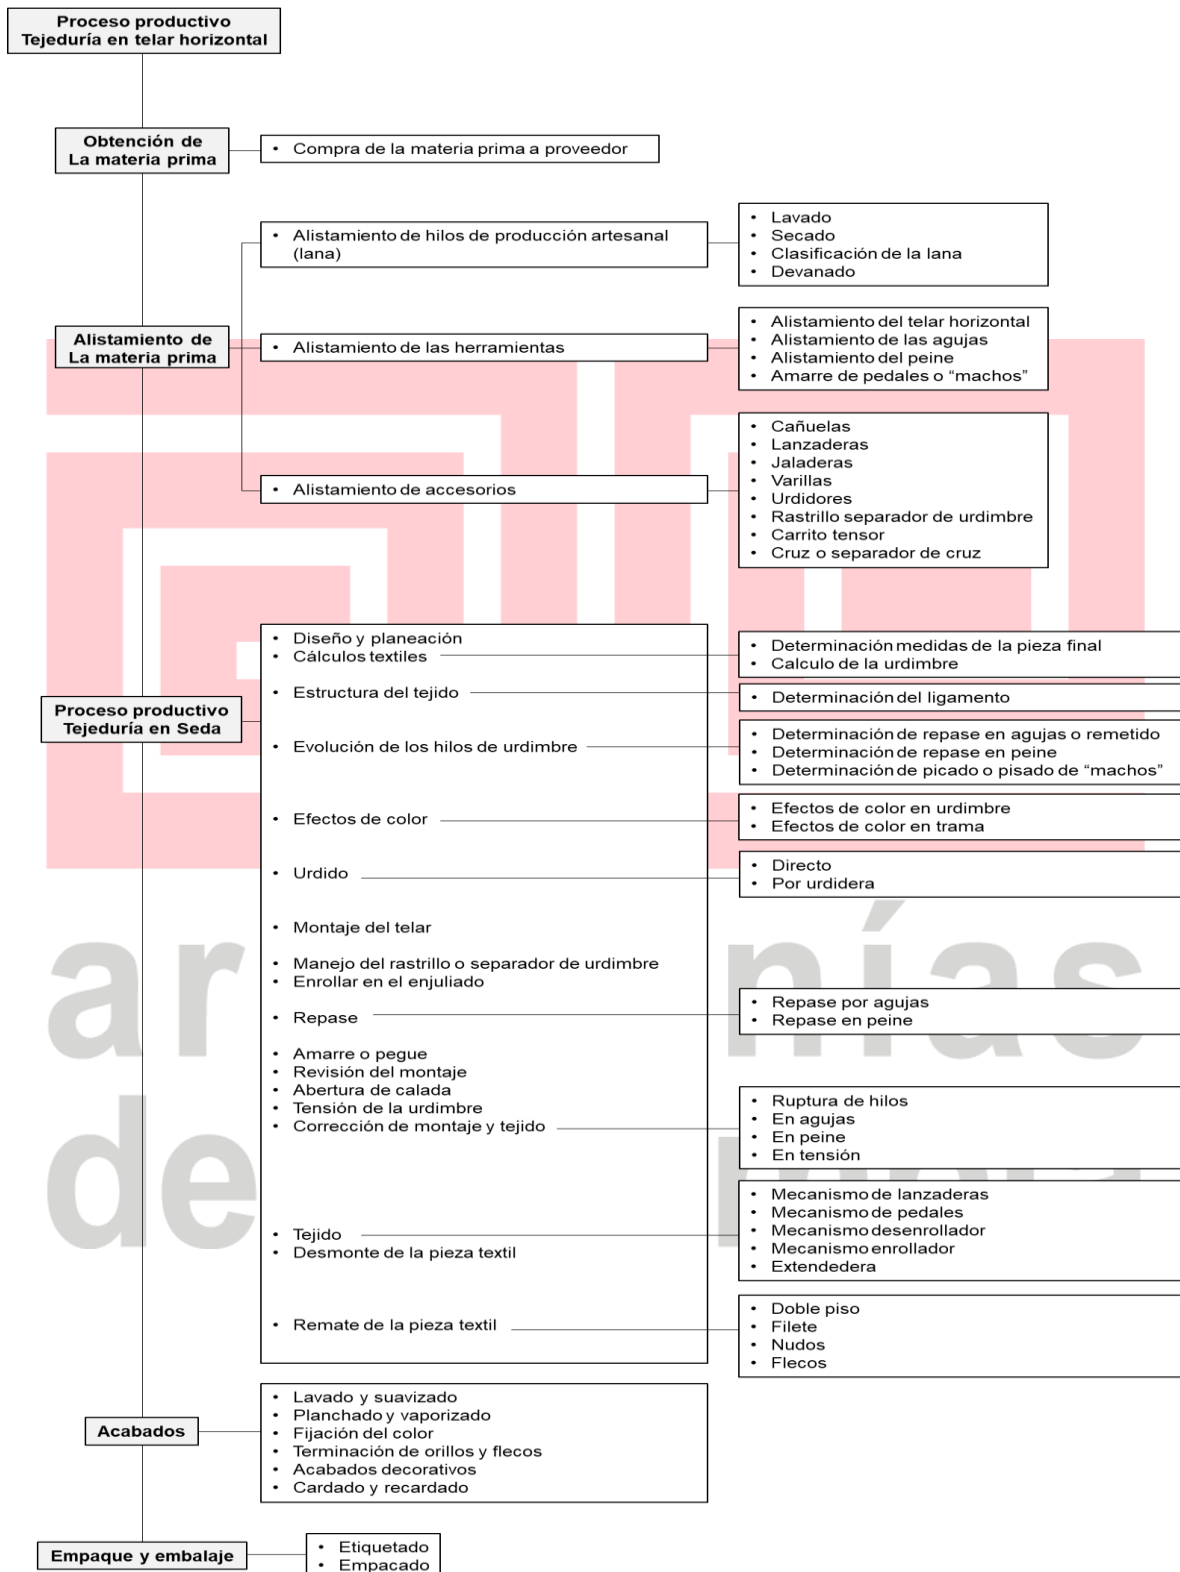 Proceso productivo
Tejeduría en telar horizontal
Obtención de
La materia prima
• Compra de la materia prima a proveedor
Alistamiento de
La materia prima
• Alistamiento de hilos de producción artesanal
(lana)
• Lavado
• Secado
• Clasificación de la lana
• Devanado
• Alistamiento de las herramientas
• Alistamiento del telar horizontal
• Alistamiento de las agujas
• Alistamiento del peine
• Amarre de pedales o “machos”
• Alistamiento de accesorios
• Cañuelas
• Lanzaderas
• Jaladeras
• Varillas
• Urdidores
• Rastrillo separador de urdimbre
• Carrito tensor
• Cruz o separador de cruz
Proceso productivo
Tejeduría en Seda
• Diseño y planeación
• Cálculos textiles
• Determinación medidas de la pieza final
• Calculo de la urdimbre
• Estructura del tejido
• Determinación del ligamento
• Evolución de los hilos de urdimbre
• Determinación de repase en agujas o remetido
• Determinación de repase en peine
• Determinación de picado o pisado de “machos”
• Efectos de color
• Efectos de color en urdimbre
• Efectos de color en trama
• Urdido
• Directo
• Por urdidera
• Montaje del telar
• Manejo del rastrillo o separador de urdimbre
• Enrollar en el enjuliado
• Repase
• Repase por agujas
• Repase en peine
• Amarre o pegue
• Revisión del montaje
• Abertura de calada
• Tensión de la urdimbre
• Corrección de montaje y tejido
• Ruptura de hilos
• En agujas
• En peine
• En tensión
• Tejido
• Desmonte de la pieza textil
• Mecanismo de lanzaderas
• Mecanismo de pedales
• Mecanismo desenrollador
• Mecanismo enrollador
• Extendedera
• Remate de la pieza textil
• Doble piso
• Filete
• Nudos
• Flecos
Acabados
• Lavado y suavizado
• Planchado y vaporizado
• Fijación del color
• Terminación de orillos y flecos
• Acabados decorativos
• Cardado y recardado
Empaque y embalaje
• Etiquetado
• Empacado